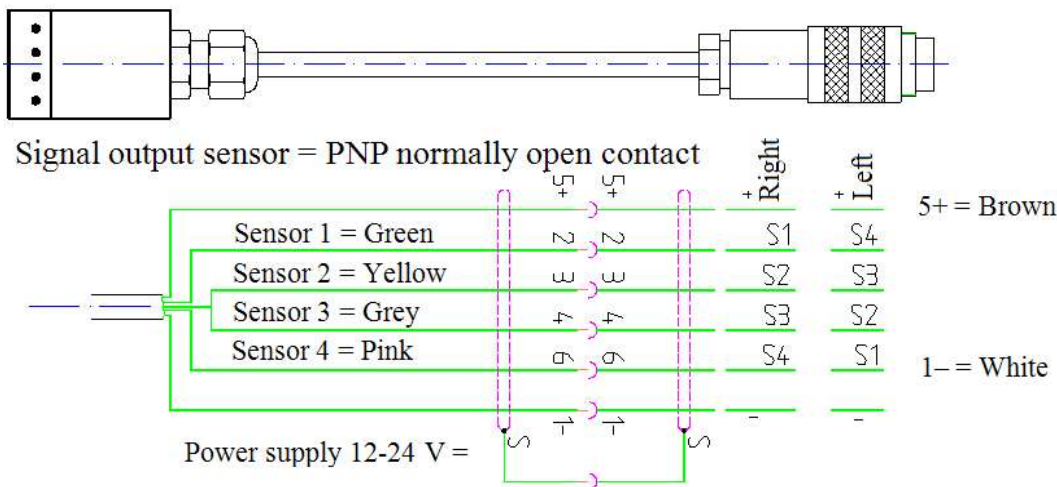 Signal output sensor = PNP normally open contact
5+ 5+ + Right + Left 5+ = Brown
Sensor 1 = Green 2 2 S1 S4
Sensor 2 = Yellow 3 3 S2 S3
Sensor 3 = Grey 4 4 S3 S2
Sensor 4 = Pink 6 6 S4 S1 1– = White
1- 1- - -
S S
Power supply 12-24 V =